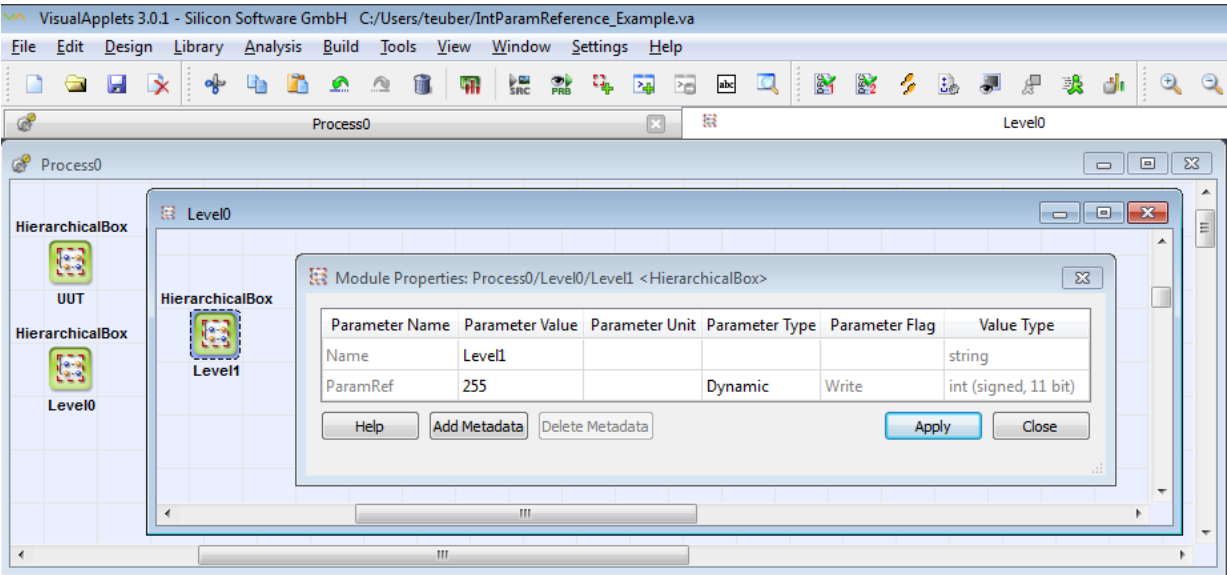 VisualApplets 3.0.1 - Silicon Software GmbH C:/Users/teuber/IntParamReference_Example.va
File Edit Design Library Analysis Build Tools View Window Settings Help
SRC PRB abc
Process0 Level0
Process0
Level0
HierarchicalBox
UUT
HierarchicalBox
Level0
HierarchicalBox
Level1
Module Properties: Process0/Level0/Level1 <HierarchicalBox>
Parameter Name Parameter Value Parameter Unit Parameter Type Parameter Flag Value Type
Name Level1 string
ParamRef 255 Dynamic Write int (signed, 11 bit)
Help Add Metadata Delete Metadata Apply Close